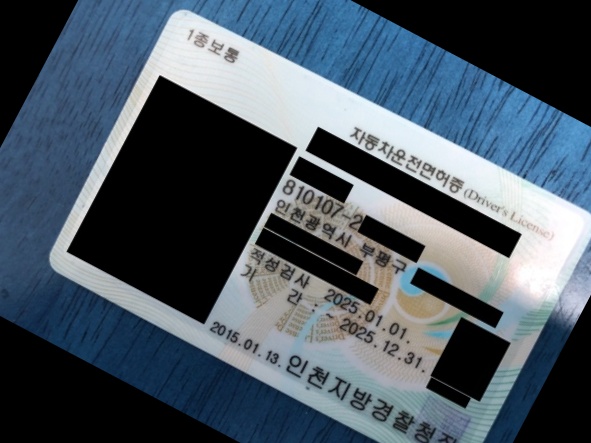 1종보통
자동차운전면허증 (Driver's License)
810107-2
인천광역시 부평구
적성검사 2025.01.01.
기 간 : ~ 2025.12.31.
2015.01.13. 인천지방경찰청장